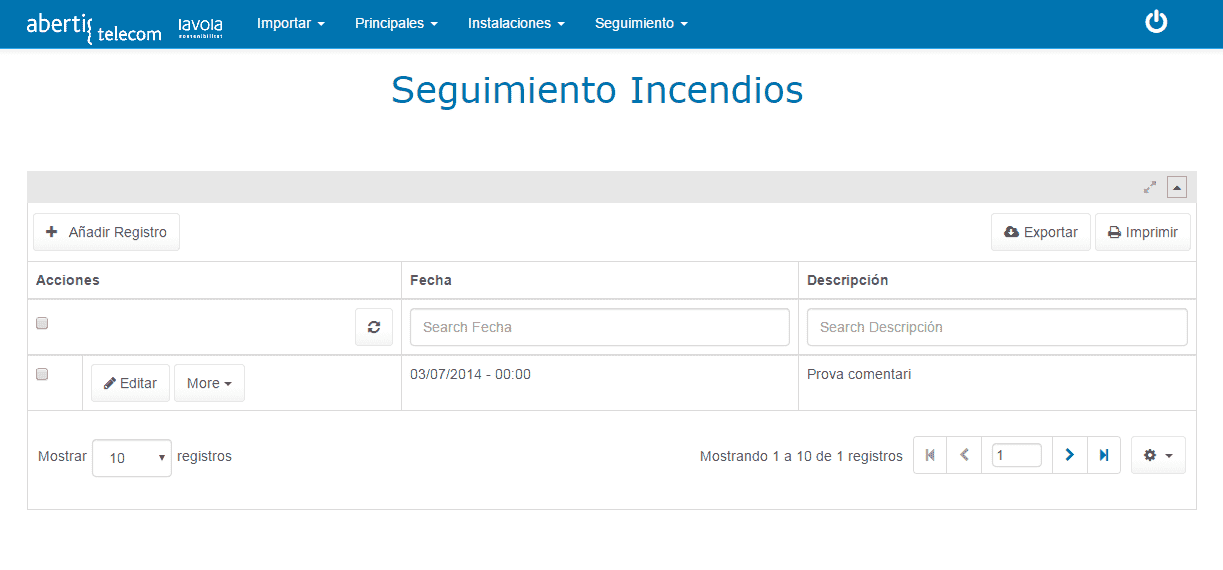 abertis telecom lavola Importar Principales Instalaciones Seguimiento
sostenibilitat
Seguimiento Incendios
Añadir Registro Exportar Imprimir
Acciones Fecha Descripción
Search Fecha Search Descripción
Editar More 03/07/2014 - 00:00 Prova comentari
Mostrar 10 registros Mostrando 1 a 10 de 1 registros 1